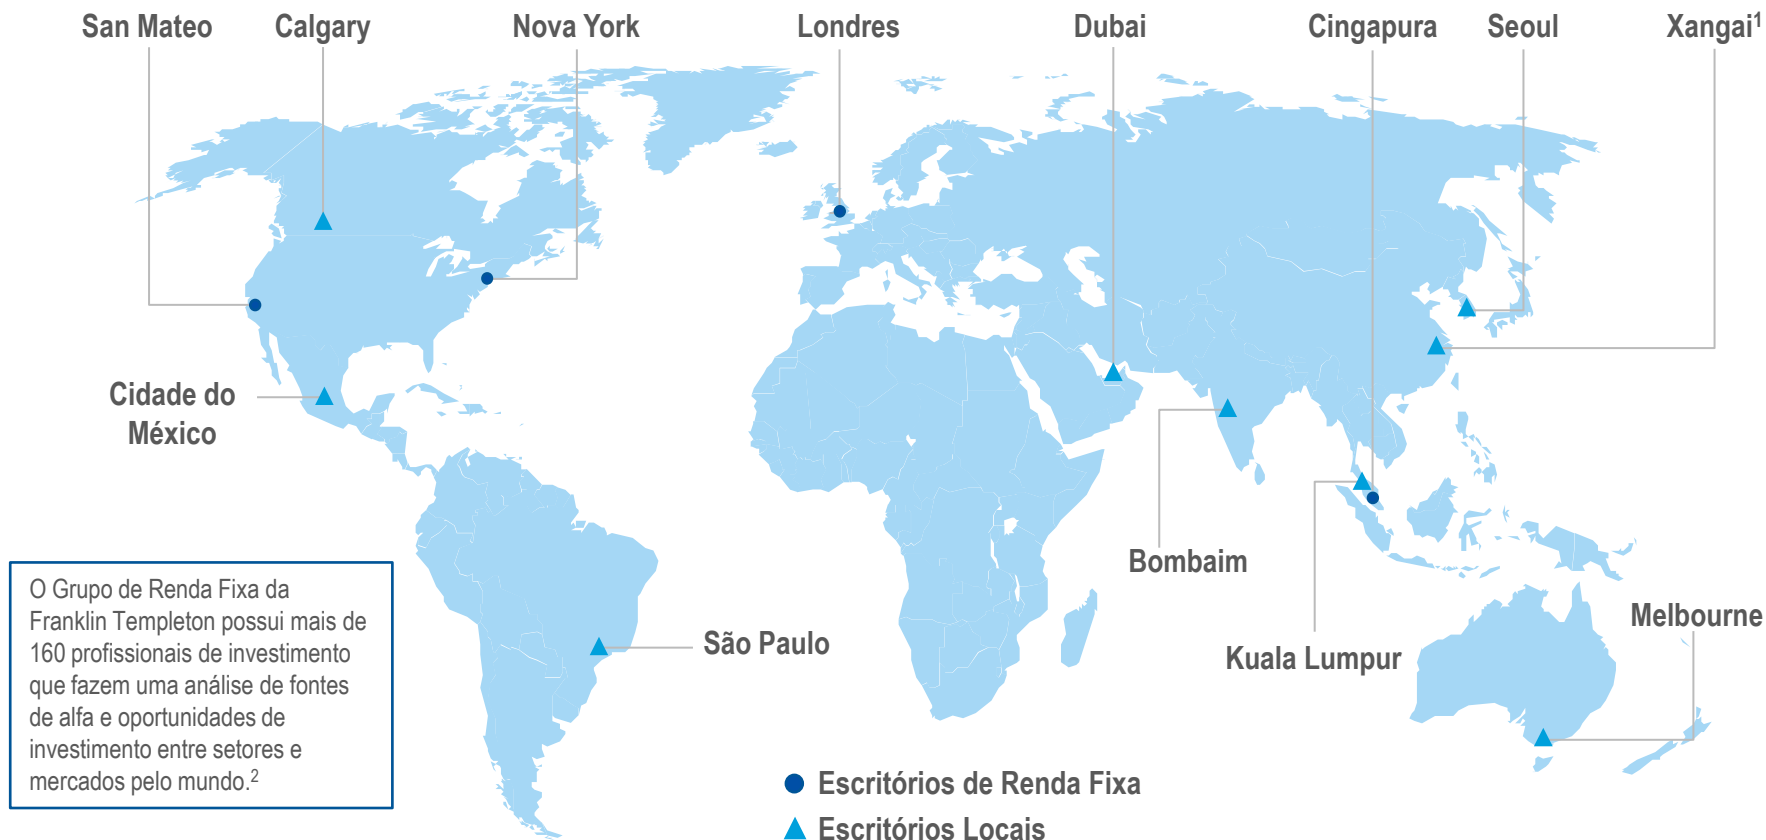 San Mateo
Calgary
Nova York
Londres
Dubai
Cingapura
Seoul
Xangai¹
Cidade do
México
Bombaim
São Paulo
Kuala Lumpur
Melbourne
O Grupo de Renda Fixa da
Franklin Templeton possui mais de
160 profissionais de investimento
que fazem uma análise de fontes
de alfa e oportunidades de
investimento entre setores e
mercados pelo mundo.²
Escritórios de Renda Fixa
Escritórios Locais